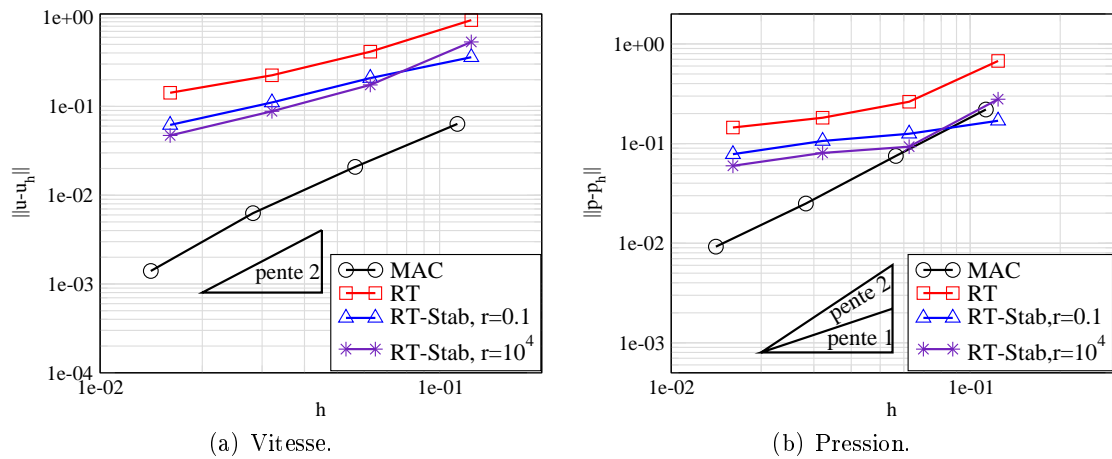 1e+00
1e-01
1e-02
1e-03
1e-04
||u-u_h||
pente 2
MAC
RT
RT-Stab, r=0.1
RT-Stab, r=10^4
1e-02
1e-01
h
(a) Vitesse.
1e+00
1e-01
1e-02
1e-03
||p-p_h||
pente 2
pente 1
MAC
RT
RT-Stab,r=0.1
RT-Stab,r=10^4
1e-02
1e-01
h
(b) Pression.